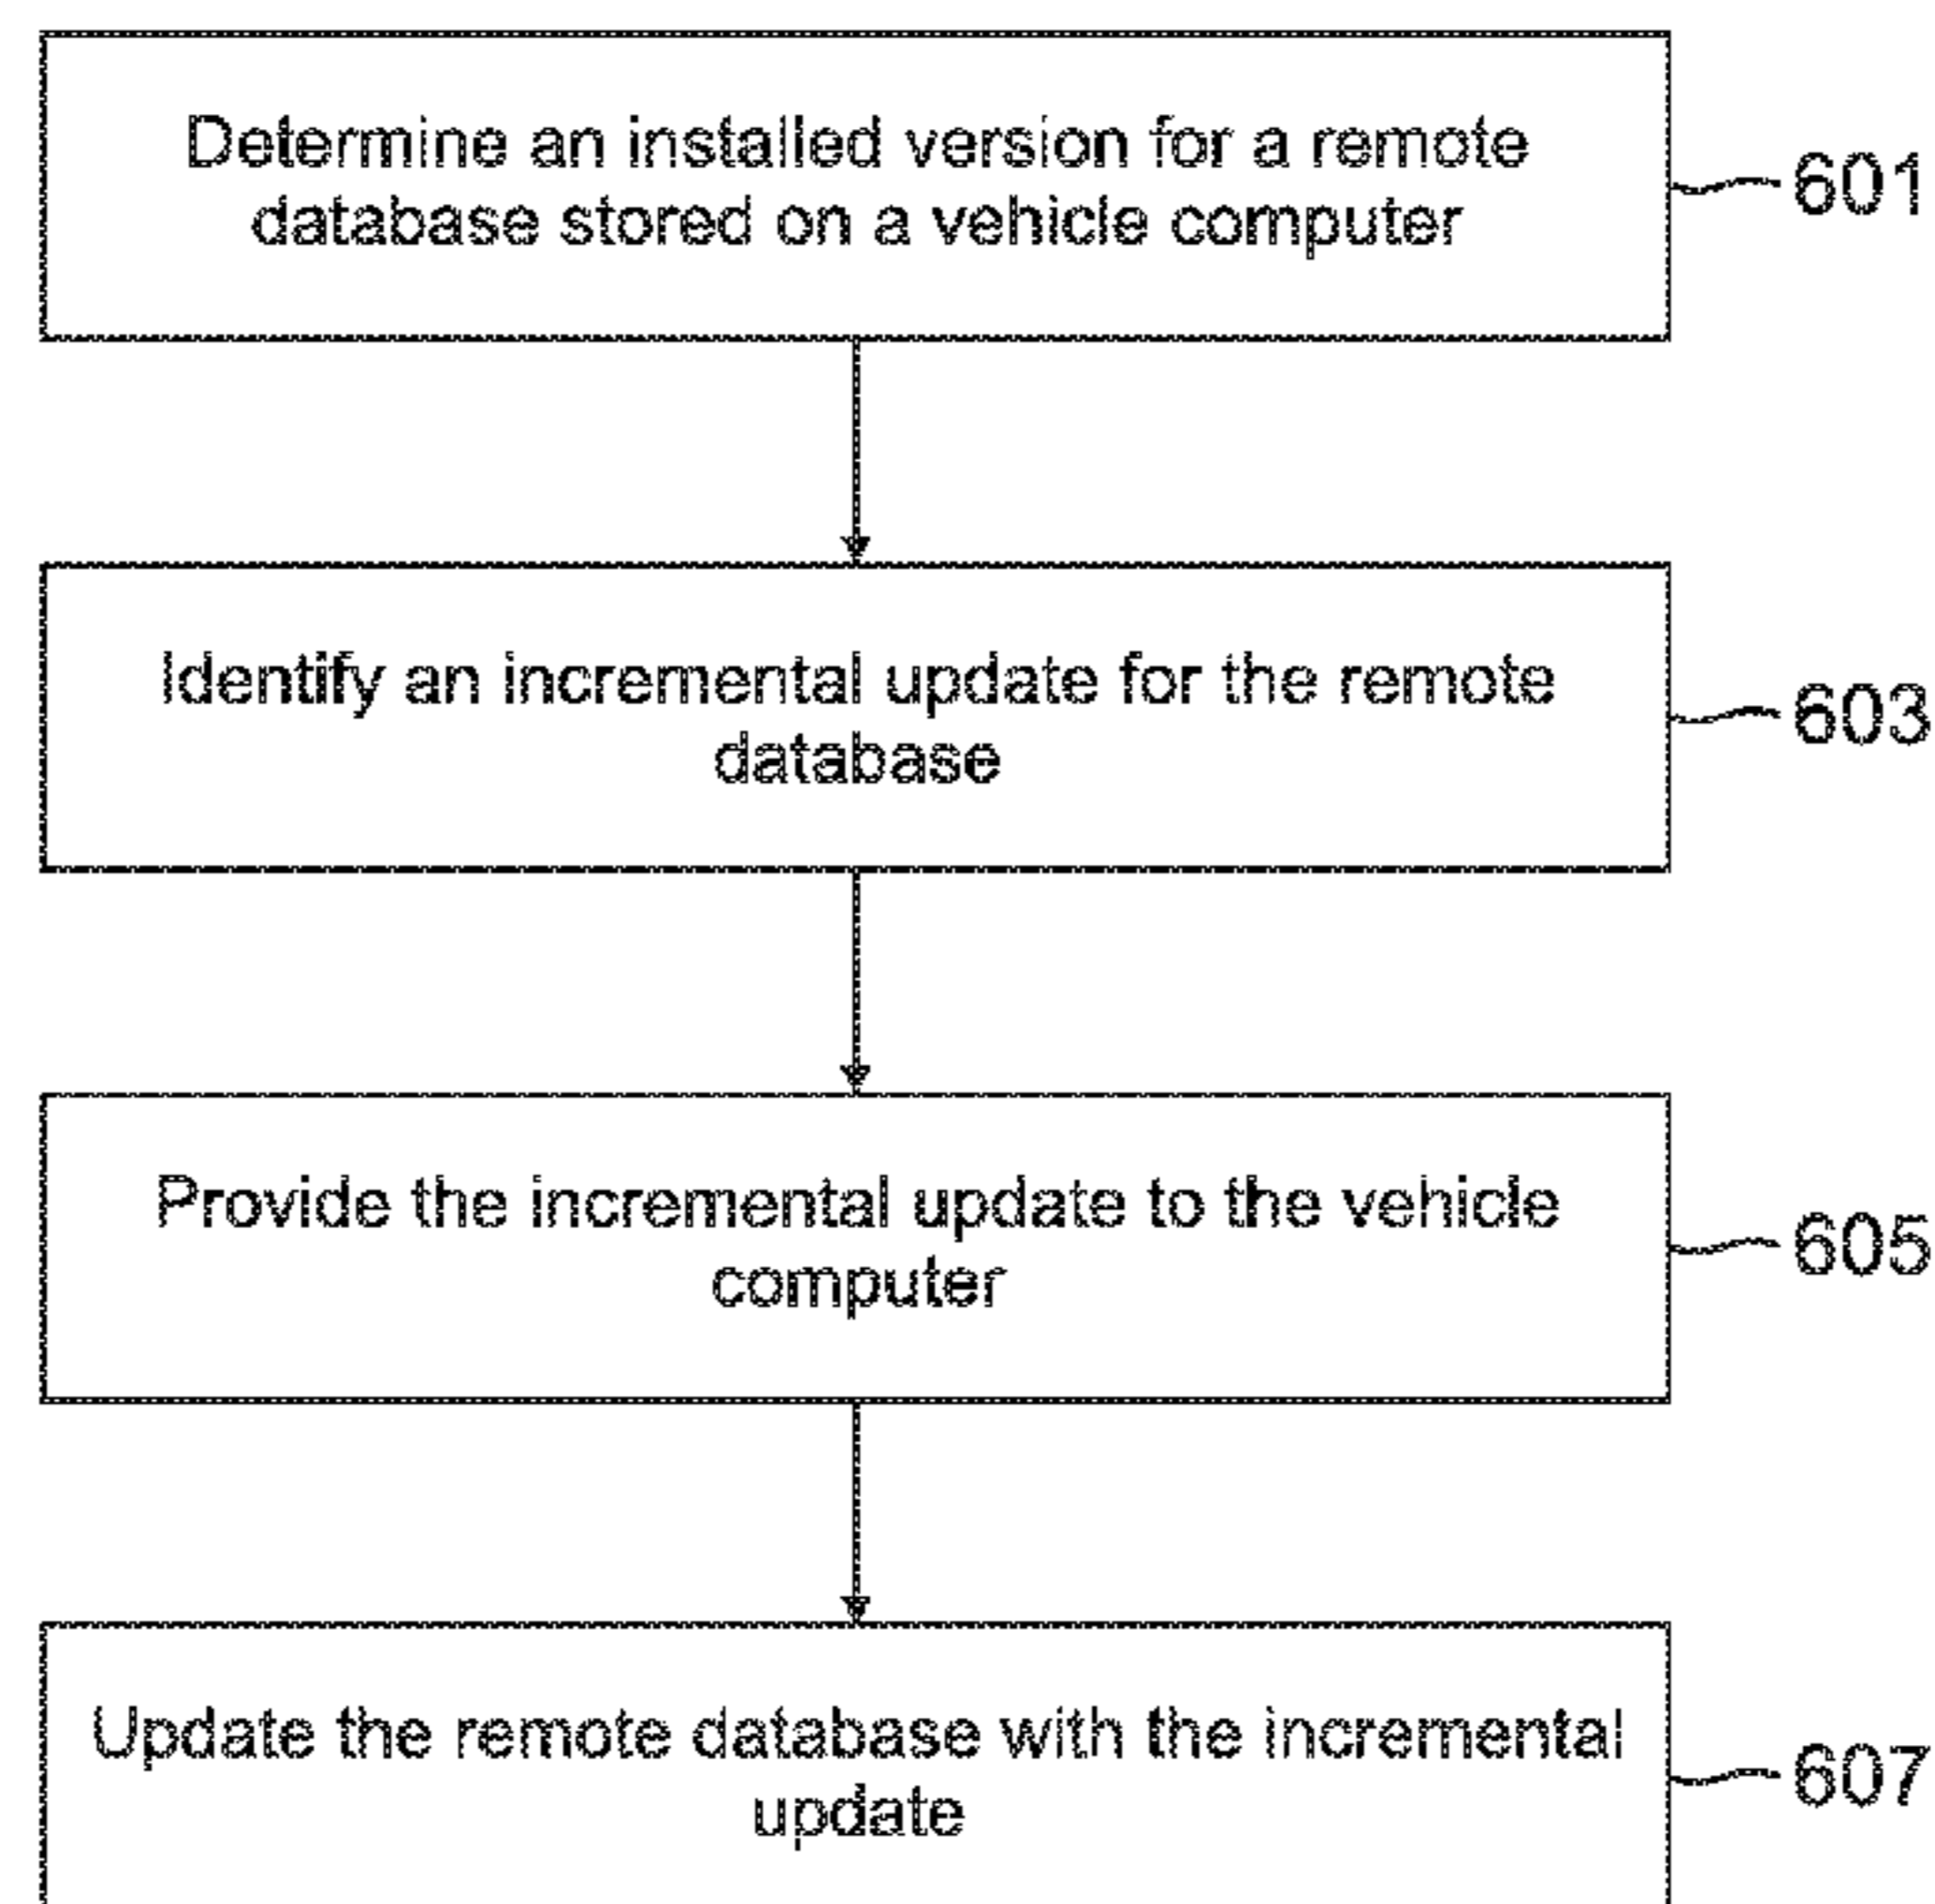 Determine an installed version for a remote
database stored on a vehicle computer
601
Identify an incremental update for the remote
database
603
Provide the incremental update to the vehicle
computer
605
Update the remote database with the incremental
update
607